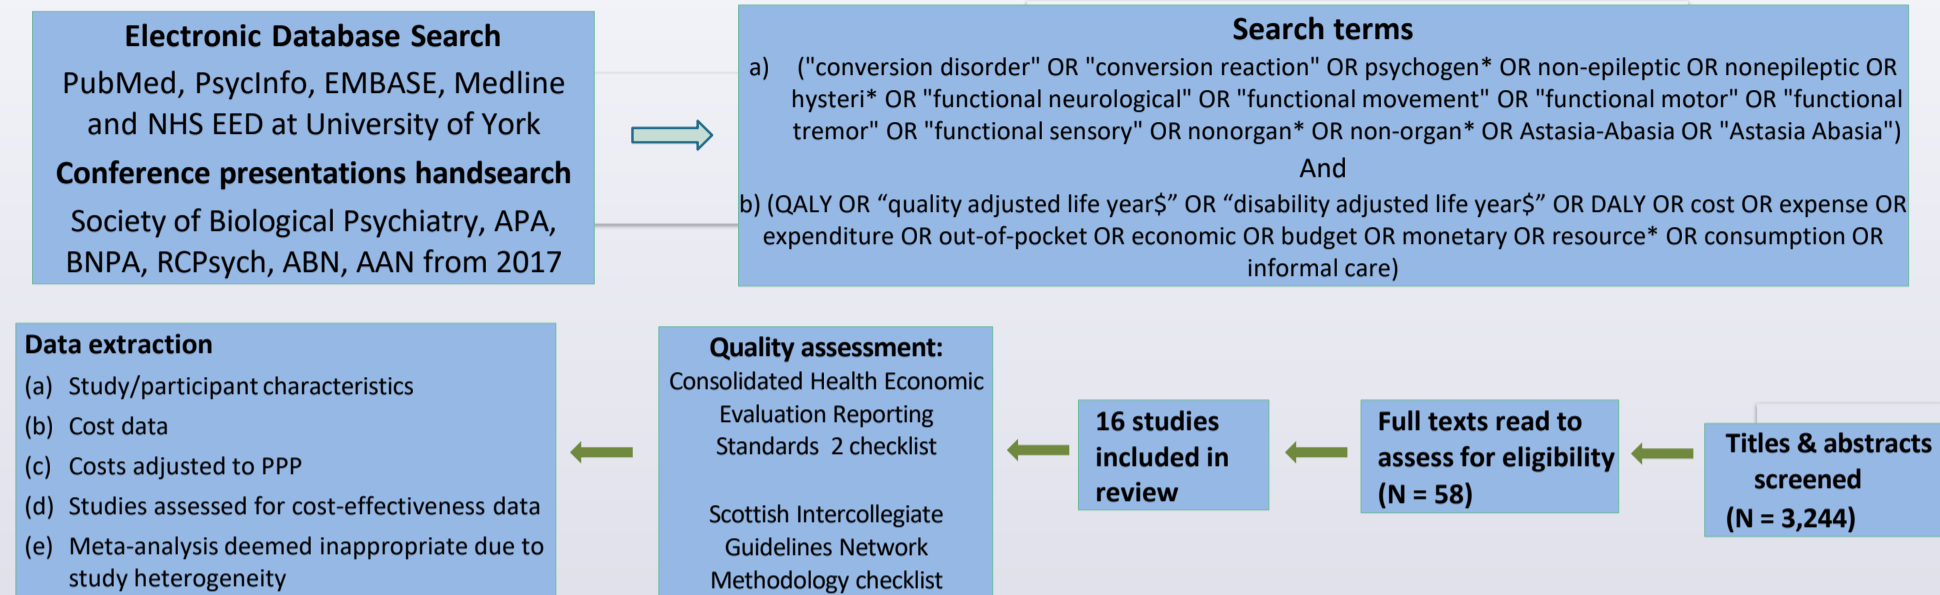 Electronic Database Search
PubMed, PsycInfo, EMBASE, Medline
and NHS EED at University of York
Conference presentations handsearch
Society of Biological Psychiatry, APA,
BNPA, RCPsych, ABN, AAN from 2017
Search terms
a) ("conversion disorder" OR "conversion reaction" OR psychogen* OR non-epileptic OR nonepileptic OR
hysteri* OR "functional neurological" OR "functional movement" OR "functional motor" OR "functional
tremor" OR "functional sensory" OR nonorgan* OR non-organ* OR Astasia-Abasia OR "Astasia Abasia")
And
b) (QALY OR “quality adjusted life year$” OR “disability adjusted life year$” OR DALY OR cost OR expense OR
expenditure OR out-of-pocket OR economic OR budget OR monetary OR resource* OR consumption OR
informal care)
Titles & abstracts
screened
(N = 3,244)
Full texts read to
assess for eligibility
(N = 58)
16 studies
included in
review
Quality assessment:
Consolidated Health Economic
Evaluation Reporting
Standards 2 checklist
Scottish Intercollegiate
Guidelines Network
Methodology checklist
Data extraction
(a) Study/participant characteristics
(b) Cost data
(c) Costs adjusted to PPP
(d) Studies assessed for cost-effectiveness data
(e) Meta-analysis deemed inappropriate due to
study heterogeneity